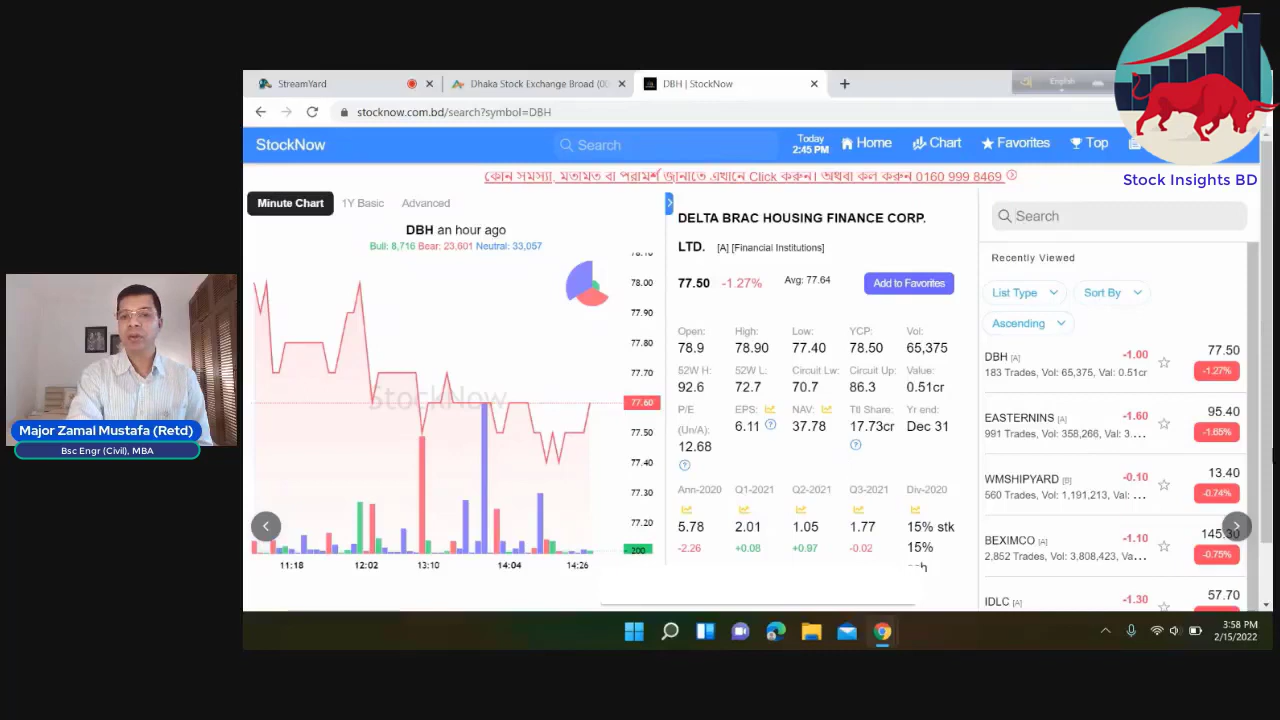 StreamYard
Dhaka Stock Exchange Broad (00
DBH | StockNow
English
stocknow.com.bd/search?symbol=DBH
StockNow
Search
Today
2:45 PM
Home
Chart
Favorites
Top
Stock Insights BD
কোন সমস্যা, মতামত বা পরামর্শ জানাতে এখানে Click করুন। অথবা কল করুন 0160 999 8469
Minute Chart
1Y Basic
Advanced
DBH an hour ago
Bull: 8,716 Bear: 23,601 Neutral: 33,057
78.10
78.00
77.90
77.80
77.70
77.60
77.50
77.40
77.30
77.20
200
StockNow
11:18
12:02
13:10
14:04
14:26
DELTA BRAC HOUSING FINANCE CORP.
LTD. [A] [Financial Institutions]
77.50 -1.27% Avg: 77.64
Add to Favorites
Open: High: Low: YCP: Vol:
78.9 78.90 77.40 78.50 65,375
52W H: 52W L: Circuit Lw: Circuit Up: Value:
92.6 72.7 70.7 86.3 0.51cr
P/E EPS: NAV: Ttl Share: Yr end:
(Un/A): 6.11 37.78 17.73cr Dec 31
12.68
Ann-2020 Q1-2021 Q2-2021 Q3-2021 Div-2020
5.78 2.01 1.05 1.77 15% stk
-2.26 +0.08 +0.97 -0.02 15%
Search
Recently Viewed
List Type
Sort By
Ascending
DBH [A] -1.00 77.50
183 Trades, Vol: 65,375, Val: 0.51cr -1.27%
EASTERNINS [A] -1.60 95.40
991 Trades, Vol: 358,266, Val: 3.... -1.65%
WMSHIPYARD [B] -0.10 13.40
560 Trades, Vol: 1,191,213, Val: ... -0.74%
BEXIMCO [A] -1.10 145.30
2,852 Trades, Vol: 3,808,423, Va... -0.75%
IDLC [A] -1.30 57.70
Major Zamal Mustafa (Retd)
Bsc Engr (Civil), MBA
3:58 PM
2/15/2022